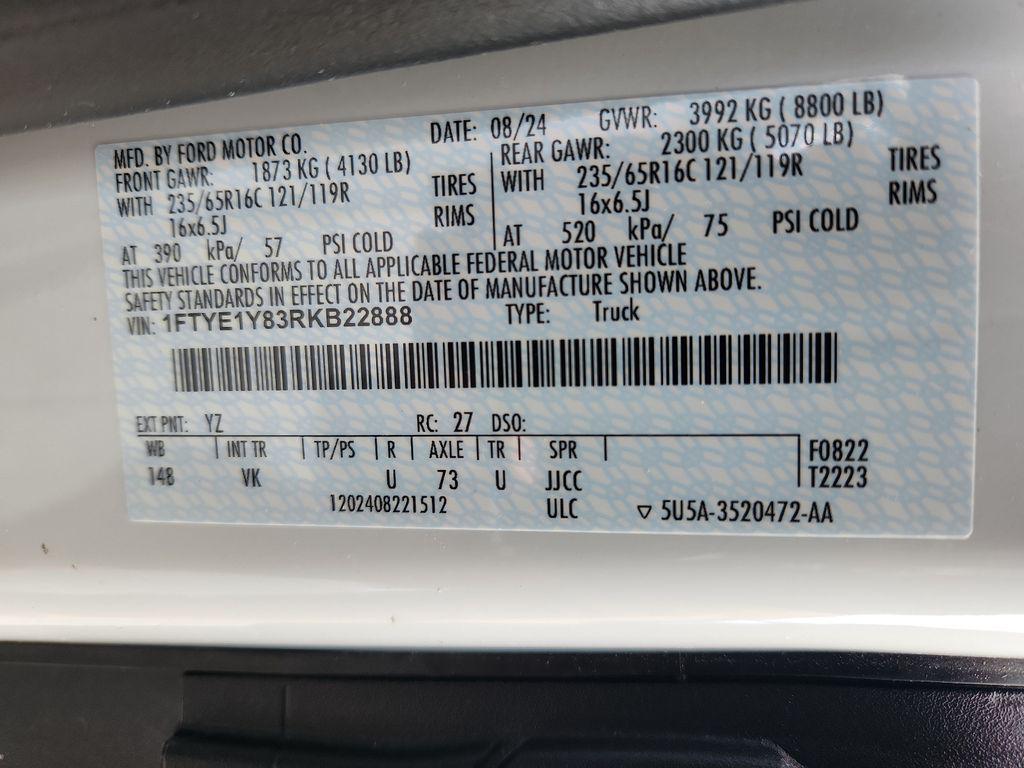 MFD. BY FORD MOTOR CO. DATE: 08/24 GVWR: 3992 KG ( 8800 LB)
FRONT GAWR: 1873 KG ( 4130 LB) REAR GAWR: 2300 KG ( 5070 LB)
WITH 235/65R16C 121/119R TIRES WITH 235/65R16C 121/119R TIRES
16x6.5J RIMS 16x6.5J RIMS
AT 390 kPa/ 57 PSI COLD AT 520 kPa/ 75 PSI COLD
THIS VEHICLE CONFORMS TO ALL APPLICABLE FEDERAL MOTOR VEHICLE
SAFETY STANDARDS IN EFFECT ON THE DATE OF MANUFACTURE SHOWN ABOVE.
VIN: 1FTYE1Y83RKB22888 TYPE: Truck
EXT PNT: YZ RC: 27 DSO:
WB INT TR TP/PS R AXLE TR SPR F0822
148 VK U 73 U JJCC T2223
1202408221512 ULC ▽ 5U5A-3520472-AA